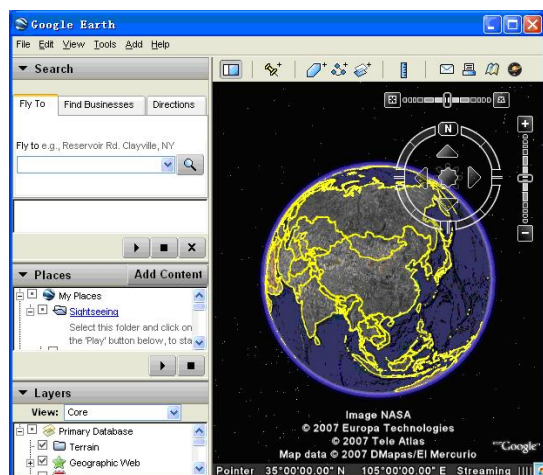 Google Earth
File Edit View Tools Add Help
Search
Fly To Find Businesses Directions
Fly to e.g., Reservoir Rd. Clayville, NY
Places Add Content
My Places
Sightseeing
Select this folder and click on
the 'Play' button below, to sta
Layers
View: Core
Primary Database
Terrain
Geographic Web
N
Image NASA
© 2007 Europa Technologies
© 2007 Tele Atlas
Map data © 2007 DMapas/El Mercurio
Google
Pointer 35°00'00.00" N 105°00'00.00" E Streaming